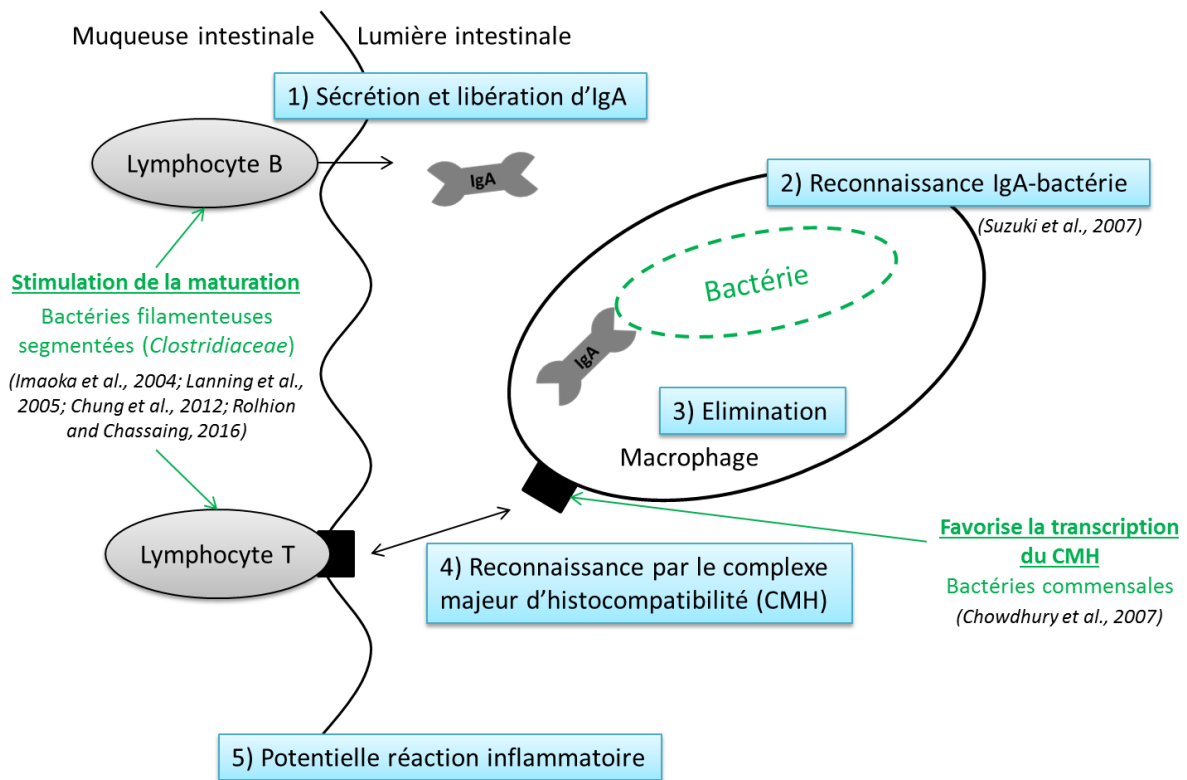 Muqueuse intestinale
Lumière intestinale
1) Sécrétion et libération d'IgA
Lymphocyte B
IgA
2) Reconnaissance IgA-bactérie
(Suzuki et al., 2007)
Bactérie
IgA
Stimulation de la maturation
Bactéries filamenteuses
segmentées (Clostridiaceae)
(Imaoka et al., 2004; Lanning et al.,
2005; Chung et al., 2012; Rolhion
and Chassaing, 2016)
3) Elimination
Macrophage
Lymphocyte T
4) Reconnaissance par le complexe
majeur d'histocompatibilité (CMH)
Favorise la transcription
du CMH
Bactéries commensales
(Chowdhury et al., 2007)
5) Potentielle réaction inflammatoire